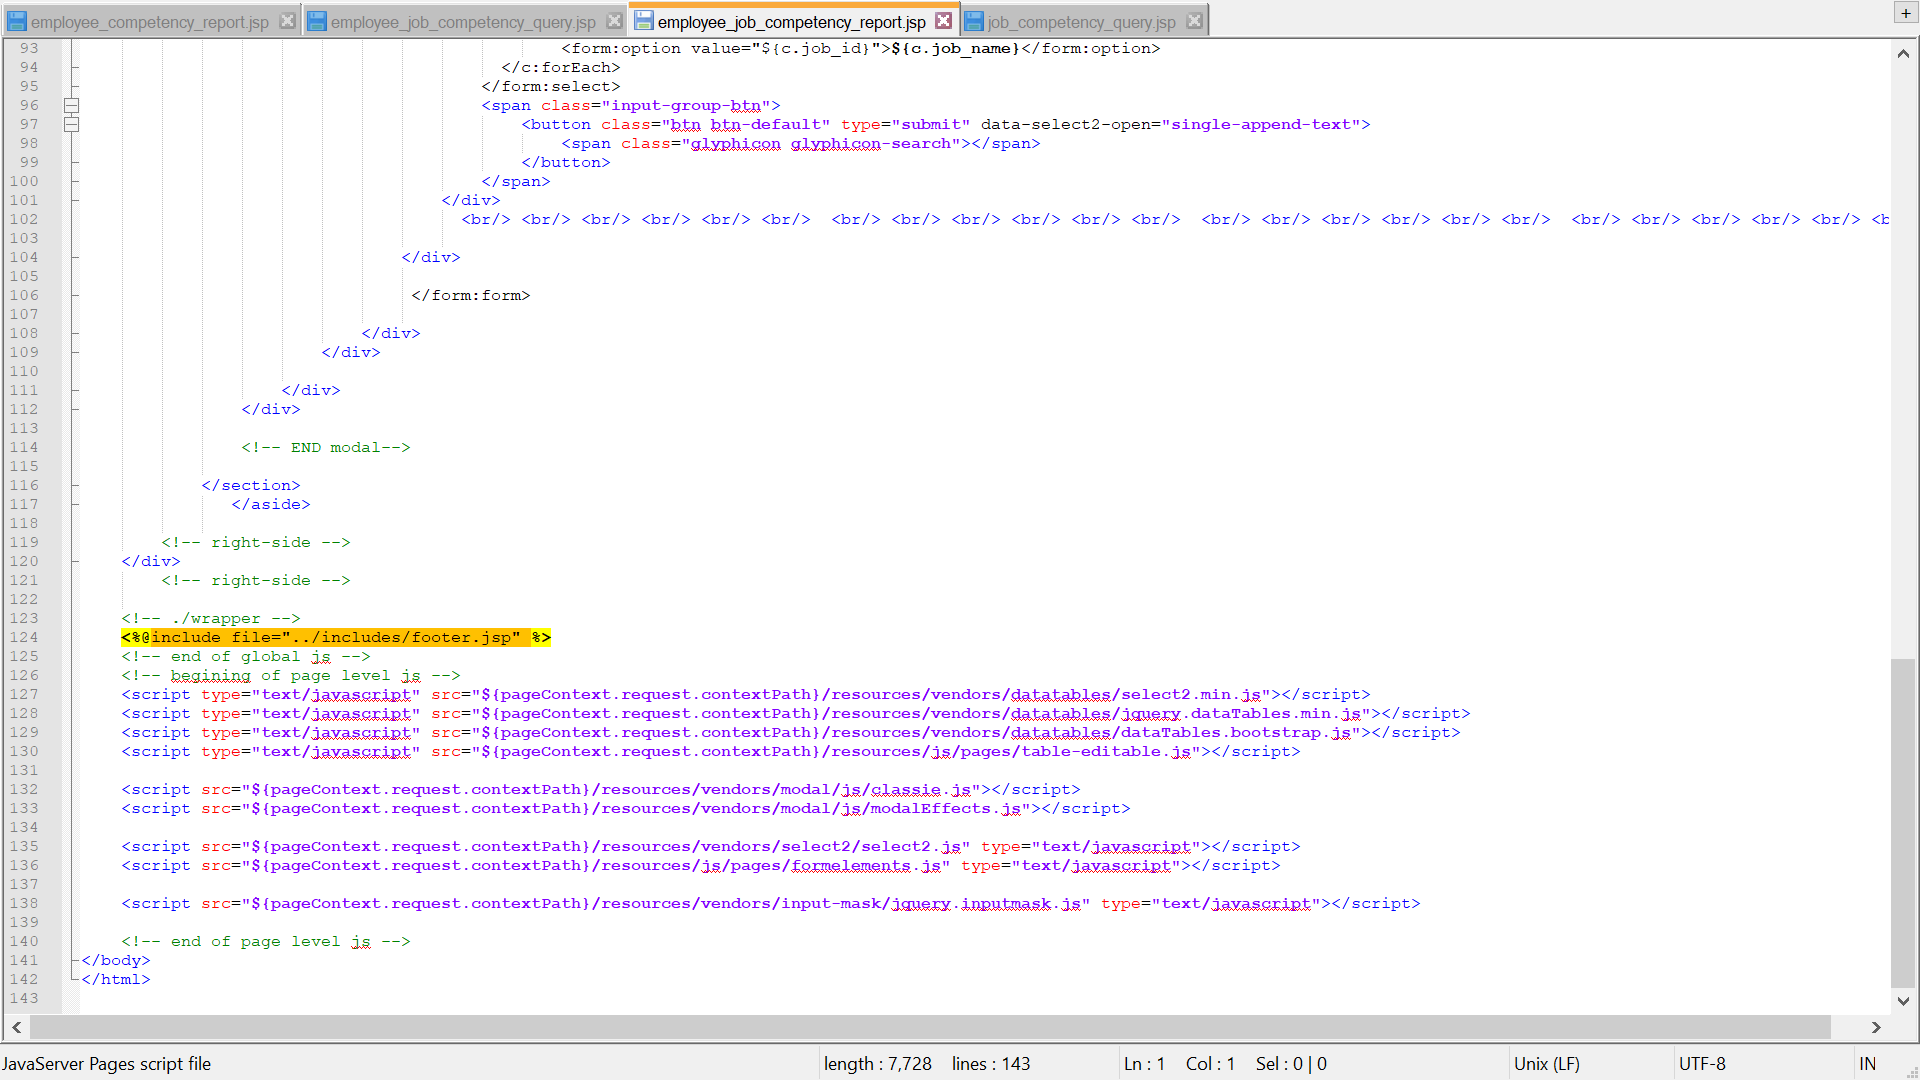 employee_competency_report.jsp employee_job_competency_query.jsp employee_job_competency_report.jsp job_competency_query.jsp
93 <form:option value="${c.job_id}">${c.job_name}</form:option>
94 </c:forEach>
95 </form:select>
96 <span class="input-group-btn">
97 <button class="btn btn-default" type="submit" data-select2-open="single-append-text">
98 <span class="glyphicon glyphicon-search"></span>
99 </button>
100 </span>
101 </div>
102 <br/> <br/> <br/> <br/> <br/> <br/> <br/> <br/> <br/> <br/> <br/> <br/> <br/> <br/> <br/> <br/> <br/> <br/> <br/> <br/> <br/> <br/> <br/> <b
103
104 </div>
105
106 </form:form>
107
108 </div>
109 </div>
110
111 </div>
112 </div>
113
114 <!-- END modal-->
115
116 </section>
117 </aside>
118
119 <!-- right-side -->
120 </div>
121 <!-- right-side -->
122
123 <!-- ./wrapper -->
124 <%@include file="../includes/footer.jsp" %>
125 <!-- end of global js -->
126 <!-- begining of page level js -->
127 <script type="text/javascript" src="${pageContext.request.contextPath}/resources/vendors/datatables/select2.min.js"></script>
128 <script type="text/javascript" src="${pageContext.request.contextPath}/resources/vendors/datatables/jquery.dataTables.min.js"></script>
129 <script type="text/javascript" src="${pageContext.request.contextPath}/resources/vendors/datatables/dataTables.bootstrap.js"></script>
130 <script type="text/javascript" src="${pageContext.request.contextPath}/resources/js/pages/table-editable.js"></script>
131
132 <script src="${pageContext.request.contextPath}/resources/vendors/modal/js/classie.js"></script>
133 <script src="${pageContext.request.contextPath}/resources/vendors/modal/js/modalEffects.js"></script>
134
135 <script src="${pageContext.request.contextPath}/resources/vendors/select2/select2.js" type="text/javascript"></script>
136 <script src="${pageContext.request.contextPath}/resources/js/pages/formelements.js" type="text/javascript"></script>
137
138 <script src="${pageContext.request.contextPath}/resources/vendors/input-mask/jquery.inputmask.js" type="text/javascript"></script>
139
140 <!-- end of page level js -->
141 </body>
142 </html>
143
JavaServer Pages script file length : 7,728 lines : 143 Ln : 1 Col : 1 Sel : 0 | 0 Unix (LF) UTF-8 IN